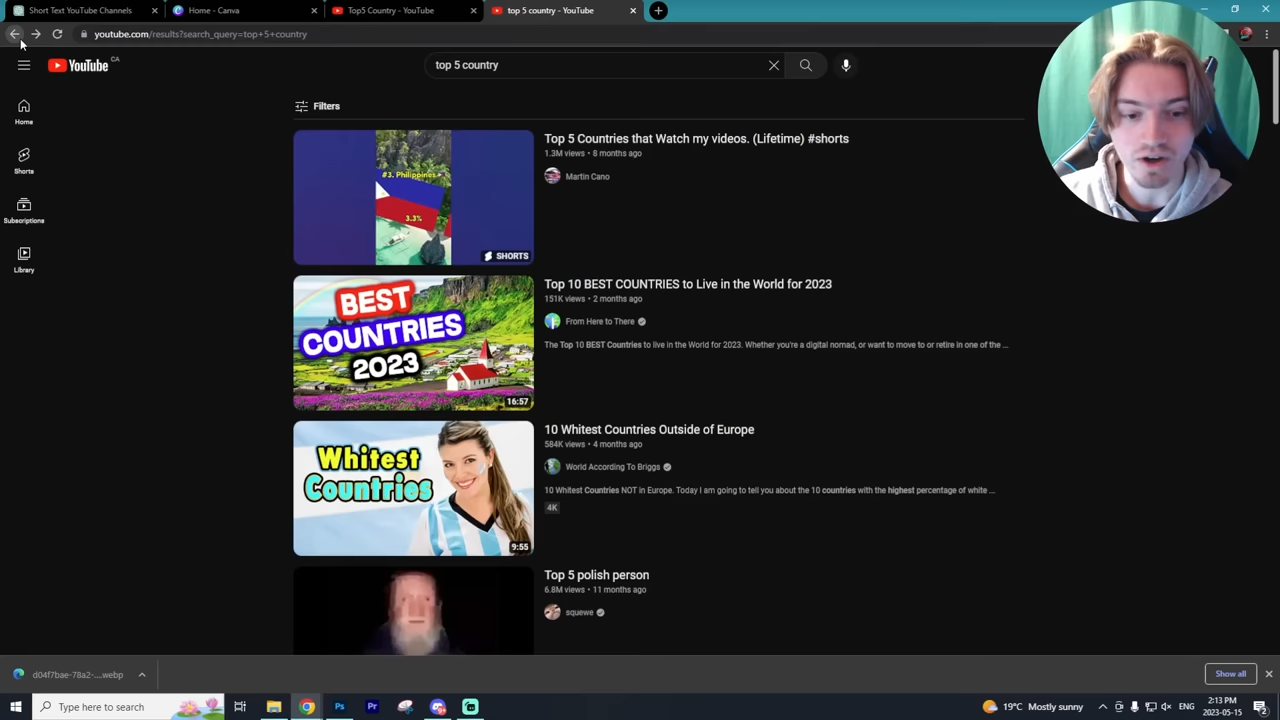 Short Text YouTube Channels
Home - Canva
Top5 Country - YouTube
top 5 country - YouTube
youtube.com/results?search_query=top+5+country
YouTube CA
top 5 country
Filters
Home
Shorts
Subscriptions
Library
#3. Philippines
3.3%
SHORTS
Top 5 Countries that Watch my videos. (Lifetime) #shorts
1.3M views • 8 months ago
Martin Cano
BEST
COUNTRIES
2023
16:57
Top 10 BEST COUNTRIES to Live in the World for 2023
151K views • 2 months ago
From Here to There
The Top 10 BEST Countries to live in the World for 2023. Whether you're a digital nomad, or want to move to or retire in one of the ...
Whitest
Countries
9:55
10 Whitest Countries Outside of Europe
584K views • 4 months ago
World According To Briggs
10 Whitest Countries NOT in Europe. Today I am going to tell you about the 10 countries with the highest percentage of white ...
4K
Top 5 polish person
6.8M views • 11 months ago
squewe
d04f7bae-78a2-....webp
Show all
Type here to search
Ps
Pr
19°C Mostly sunny
ENG
2:13 PM
2023-05-15
2